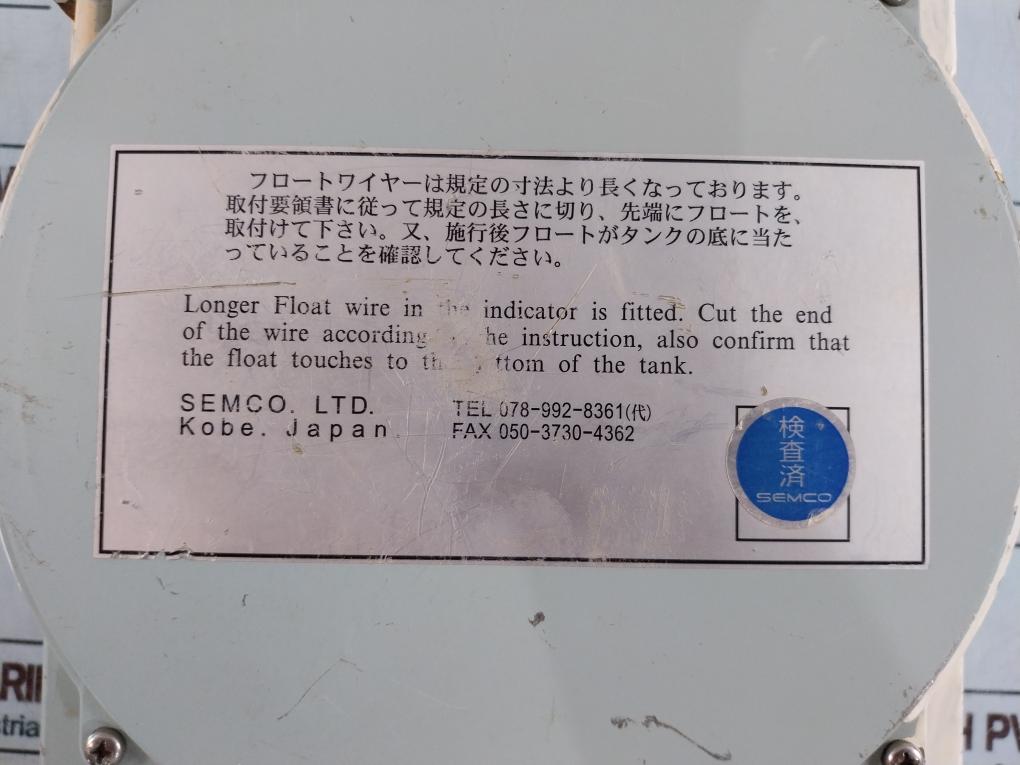 フロートワイヤーは規定の寸法より長くなっております。
取付要領書に従って規定の長さに切り、先端にフロートを、
取付けて下さい。又、施行後フロートがタンクの底に当た
っていることを確認してください。
Longer Float wire in the indicator is fitted. Cut the end
of the wire according he instruction, also confirm that
the float touches to th ttom of the tank.
SEMCO. LTD. TEL 078-992-8361(代)
Kobe. Japan. FAX 050-3730-4362
検査済
SEMCO
ARI
stria
H PV